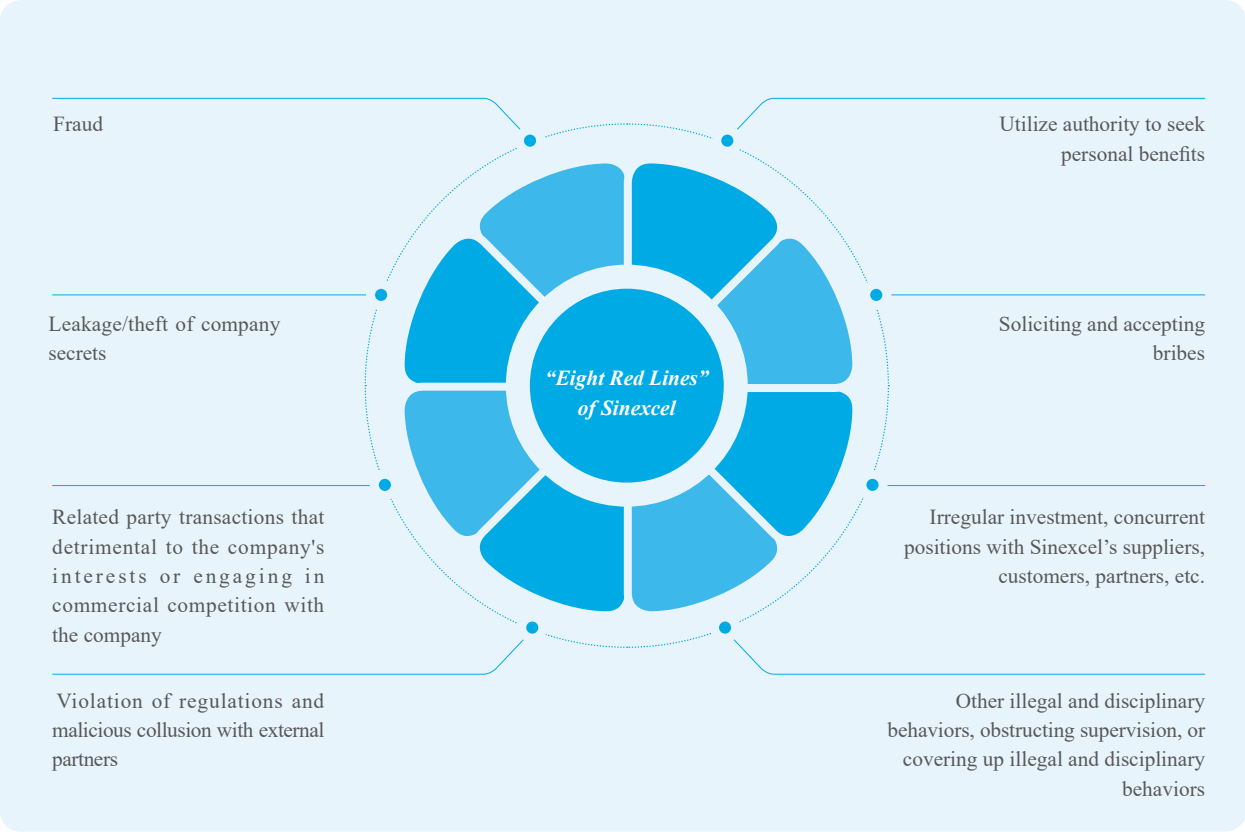 Fraud
Utilize authority to seek
personal benefits
Leakage/theft of company
secrets
Soliciting and accepting
bribes
“Eight Red Lines”
of Sinexcel
Related party transactions that
detrimental to the company's
interests or engaging in
commercial competition with
the company
Irregular investment, concurrent
positions with Sinexcel’s suppliers,
customers, partners, etc.
Violation of regulations and
malicious collusion with external
partners
Other illegal and disciplinary
behaviors, obstructing supervision, or
covering up illegal and disciplinary
behaviors